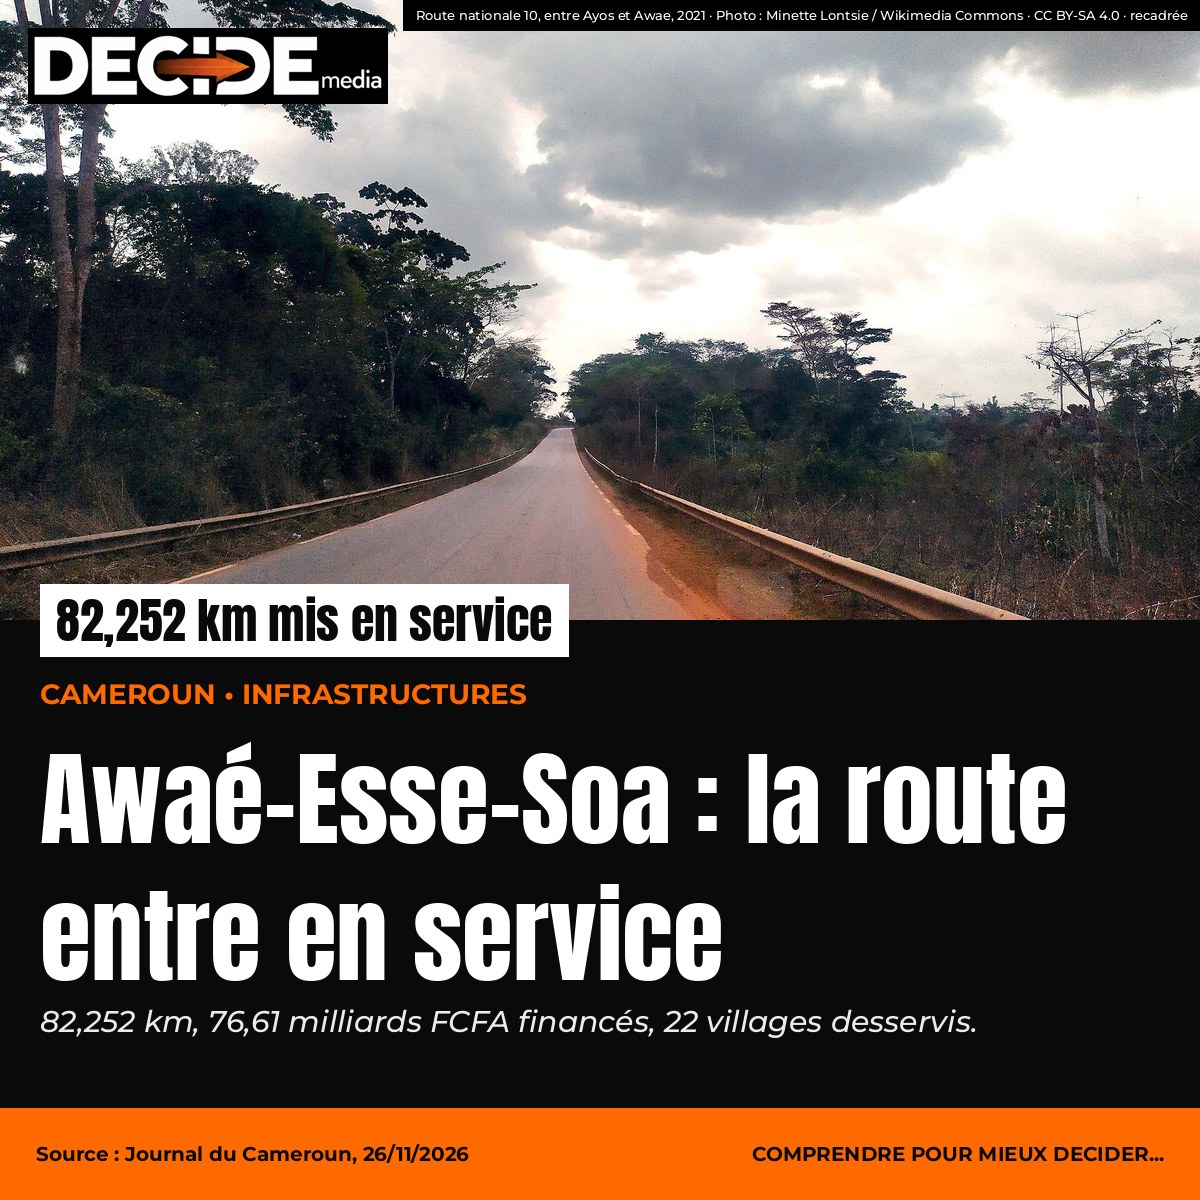 Route nationale 10, entre Ayos et Awae, 2021 · Photo : Minette Lontsie / Wikimedia Commons · CC BY-SA 4.0 · recadrée
DECIDE media
82,252 km mis en service
CAMEROUN • INFRASTRUCTURES
Awaé-Esse-Soa : la route
entre en service
82,252 km, 76,61 milliards FCFA financés, 22 villages desservis.
Source : Journal du Cameroun, 26/11/2026
COMPRENDRE POUR MIEUX DECIDER...